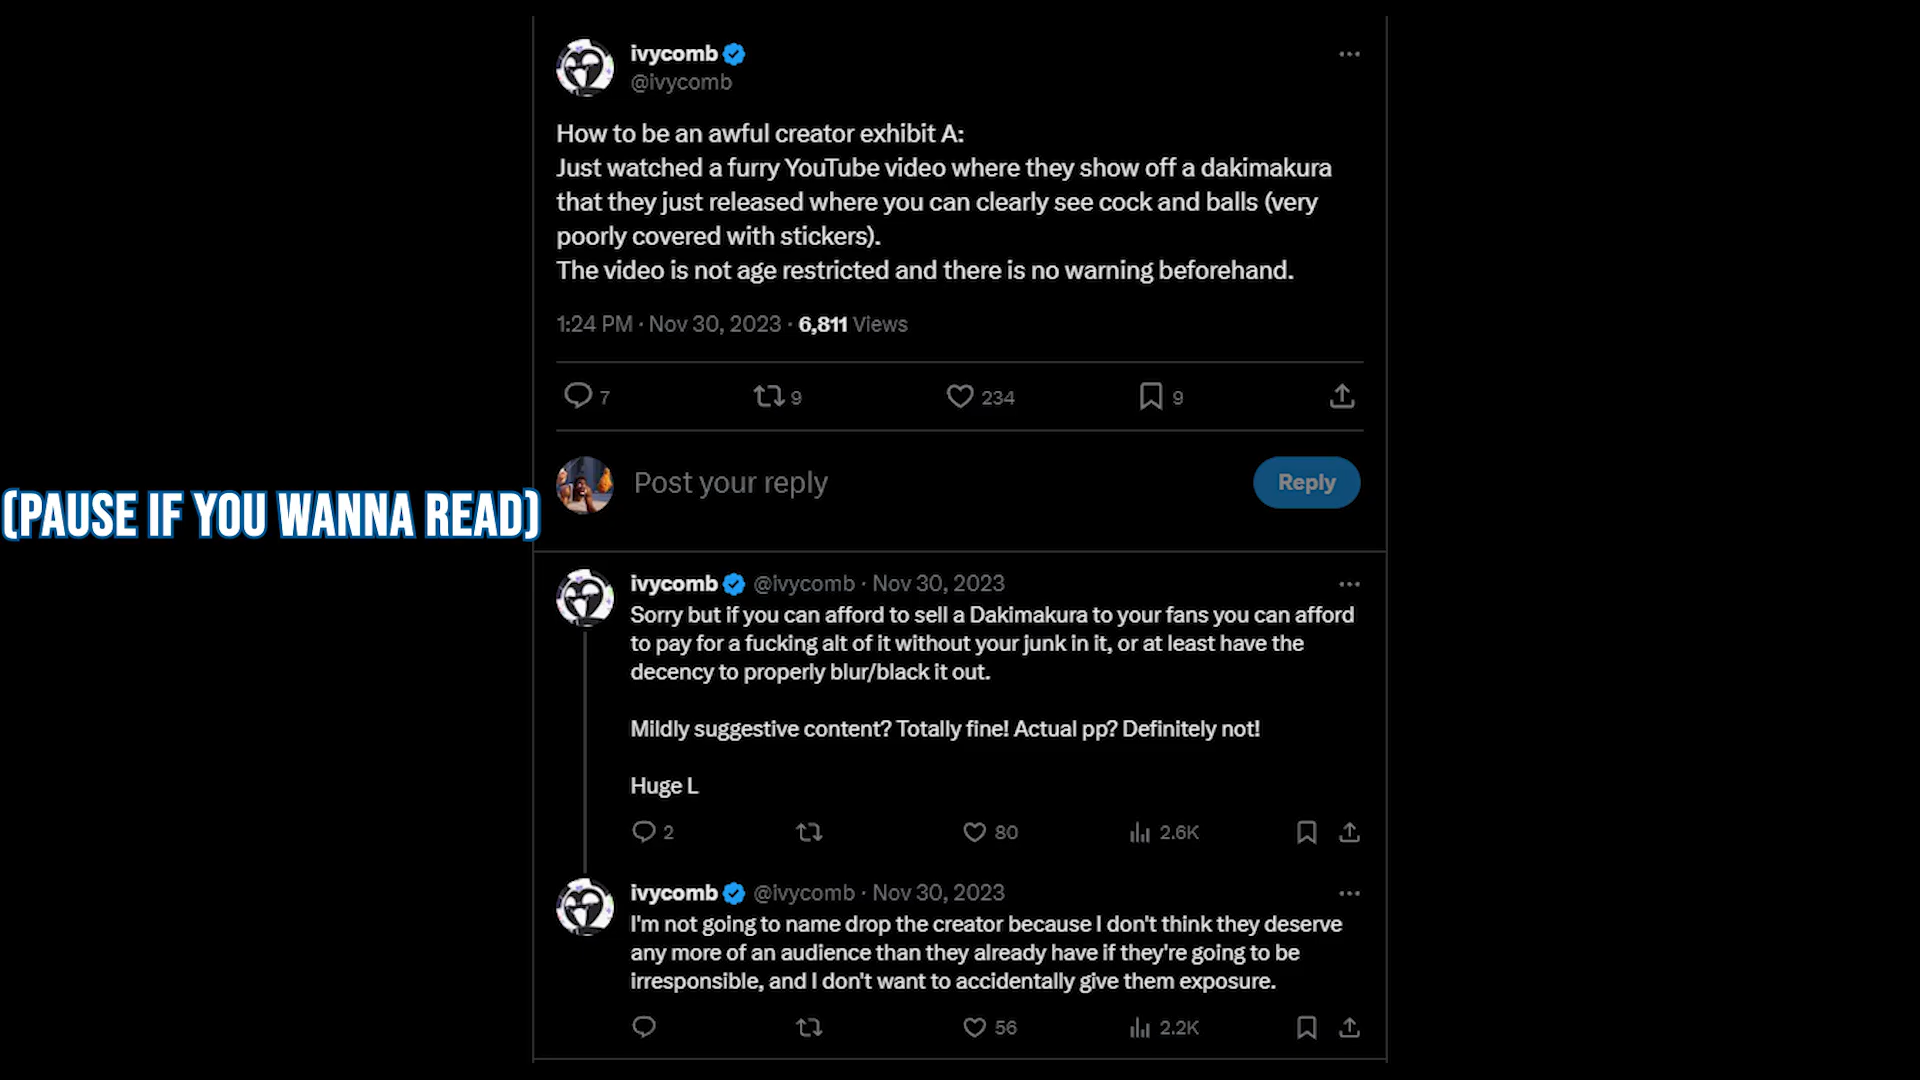 ivycomb
@ivycomb
How to be an awful creator exhibit A:
Just watched a furry YouTube video where they show off a dakimakura
that they just released where you can clearly see cock and balls (very
poorly covered with stickers).
The video is not age restricted and there is no warning beforehand.
1:24 PM · Nov 30, 2023 · 6,811 Views
7 9 234 9
Post your reply Reply
(PAUSE IF YOU WANNA READ)
ivycomb @ivycomb · Nov 30, 2023
Sorry but if you can afford to sell a Dakimakura to your fans you can afford
to pay for a fucking alt of it without your junk in it, or at least have the
decency to properly blur/black it out.
Mildly suggestive content? Totally fine! Actual pp? Definitely not!
Huge L
2 80 2.6K
ivycomb @ivycomb · Nov 30, 2023
I'm not going to name drop the creator because I don't think they deserve
any more of an audience than they already have if they're going to be
irresponsible, and I don't want to accidentally give them exposure.
56 2.2K